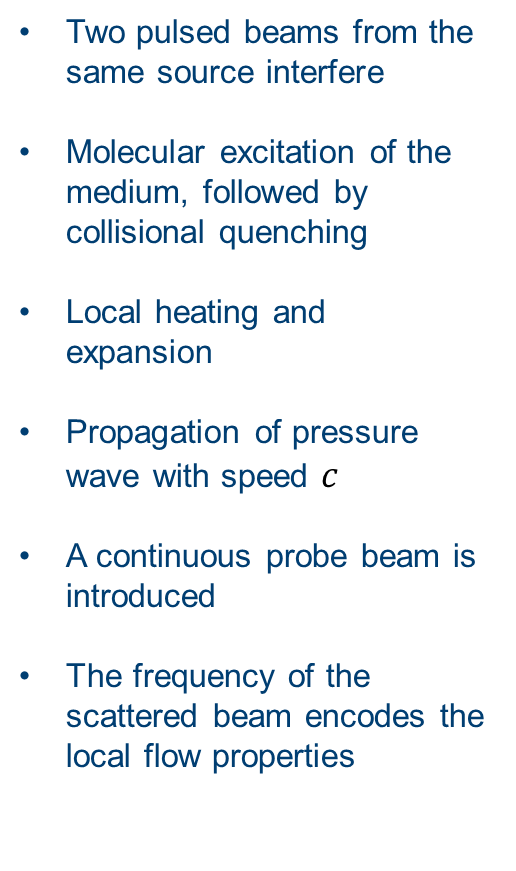 • Two pulsed beams from the
same source interfere
• Molecular excitation of the
medium, followed by
collisional quenching
• Local heating and
expansion
• Propagation of pressure
wave with speed c
• A continuous probe beam is
introduced
• The frequency of the
scattered beam encodes the
local flow properties